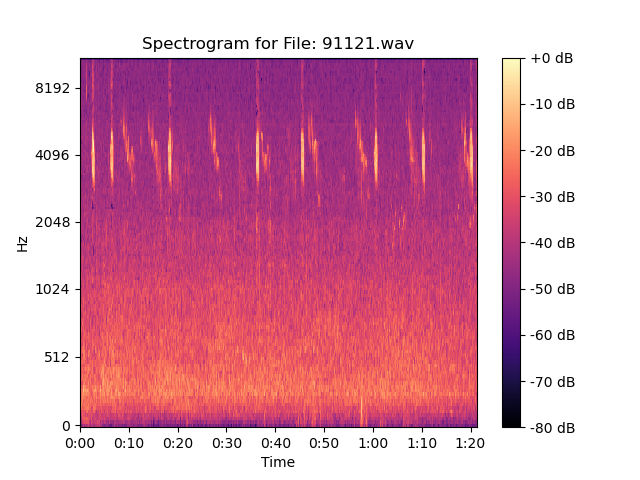 Spectrogram for File: 91121.wav
Hz
8192
4096
2048
1024
512
0
0:00 0:10 0:20 0:30 0:40 0:50 1:00 1:10 1:20
Time
+0 dB
-10 dB
-20 dB
-30 dB
-40 dB
-50 dB
-60 dB
-70 dB
-80 dB